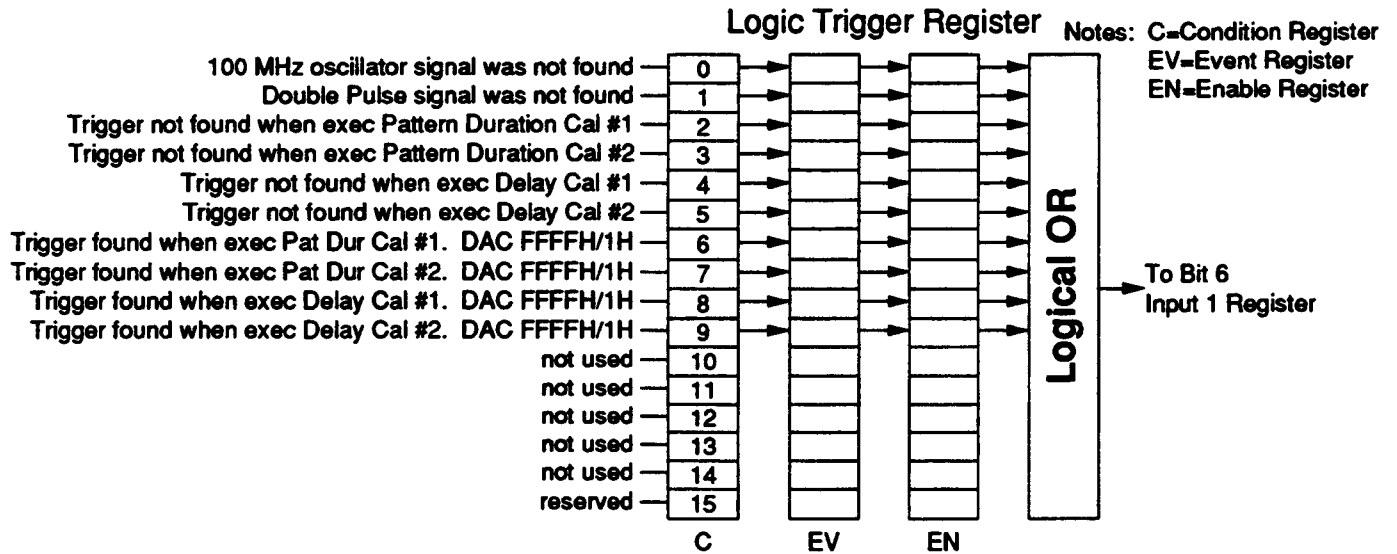 Logic Trigger Register
Notes: C=Condition Register
EV=Event Register
EN=Enable Register
100 MHz oscillator signal was not found 0
Double Pulse signal was not found 1
Trigger not found when exec Pattern Duration Cal #1 2
Trigger not found when exec Pattern Duration Cal #2 3
Trigger not found when exec Delay Cal #1 4
Trigger not found when exec Delay Cal #2 5
Trigger found when exec Pat Dur Cal #1. DAC FFFFH/1H 6
Trigger found when exec Pat Dur Cal #2. DAC FFFFH/1H 7
Trigger found when exec Delay Cal #1. DAC FFFFH/1H 8
Trigger found when exec Delay Cal #2. DAC FFFFH/1H 9
not used 10
not used 11
not used 12
not used 13
not used 14
reserved 15
C EV EN
Logical OR
To Bit 6
Input 1 Register